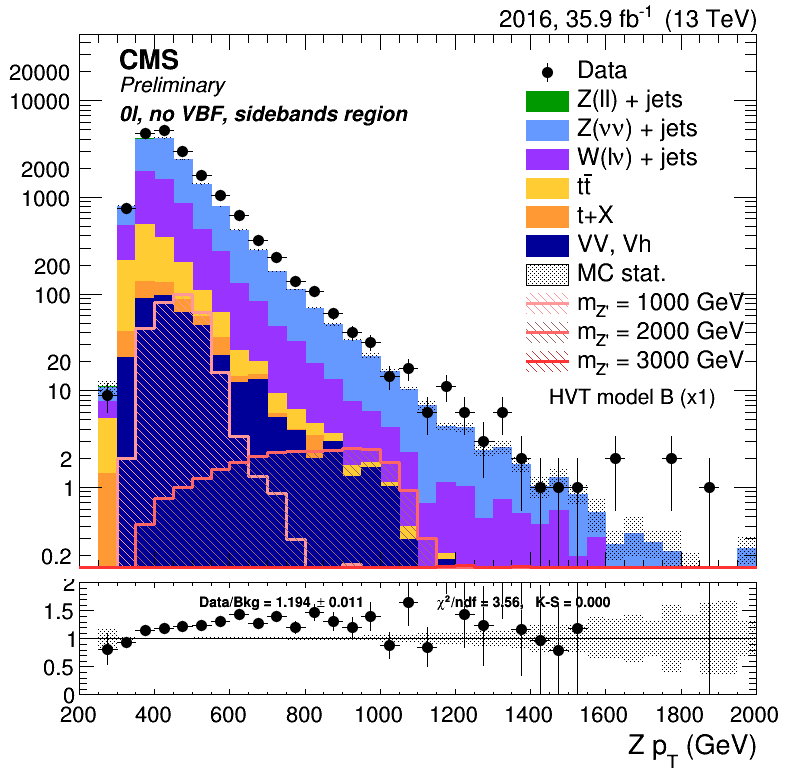 2016, 35.9 fb⁻¹ (13 TeV)
CMS
Preliminary
0l, no VBF, sidebands region
Data
Z(ll) + jets
Z(νν) + jets
W(lν) + jets
tt̄
t+X
VV, Vh
MC stat.
m_Z' = 1000 GeV
m_Z' = 2000 GeV
m_Z' = 3000 GeV
HVT model B (x1)
20000
10000
2000
1000
200
100
20
10
2
1
0.2
Data/Bkg = 1.194 ± 0.011 χ²/ndf = 3.56, K-S = 0.000
2
1.5
1
0.5
0
200 400 600 800 1000 1200 1400 1600 1800 2000
Z p_T (GeV)